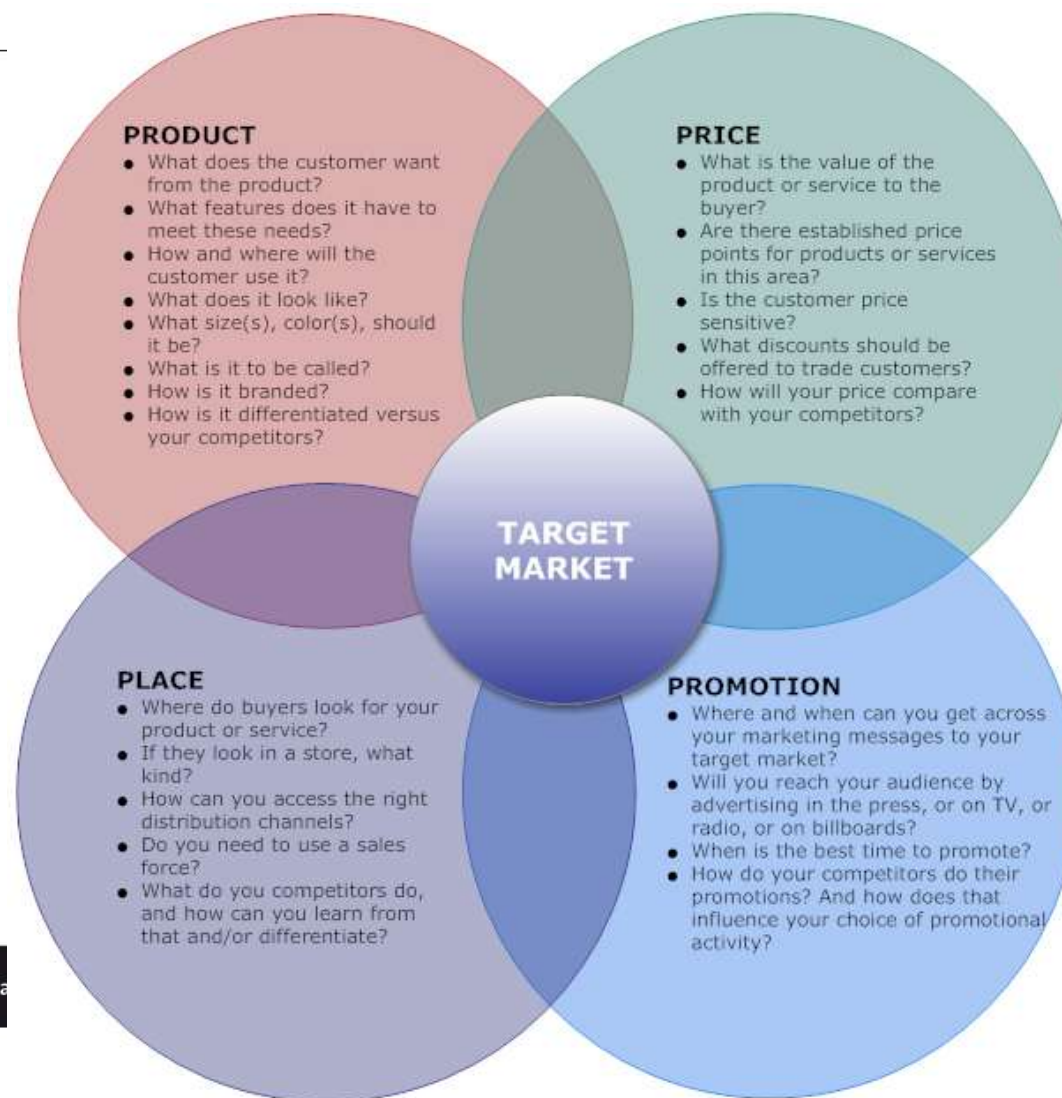 PRODUCT
● What does the customer want
from the product?
● What features does it have to
meet these needs?
● How and where will the
customer use it?
● What does it look like?
● What size(s), color(s), should
it be?
● What is it to be called?
● How is it branded?
● How is it differentiated versus
your competitors?
PRICE
● What is the value of the
product or service to the
buyer?
● Are there established price
points for products or services
in this area?
● Is the customer price
sensitive?
● What discounts should be
offered to trade customers?
● How will your price compare
with your competitors?
TARGET
MARKET
PLACE
● Where do buyers look for your
product or service?
● If they look in a store, what
kind?
● How can you access the right
distribution channels?
● Do you need to use a sales
force?
● What do you competitors do,
and how can you learn from
that and/or differentiate?
PROMOTION
● Where and when can you get across
your marketing messages to your
target market?
● Will you reach your audience by
advertising in the press, or on TV, or
radio, or on billboards?
● When is the best time to promote?
● How do your competitors do their
promotions? And how does that
influence your choice of promotional
activity?